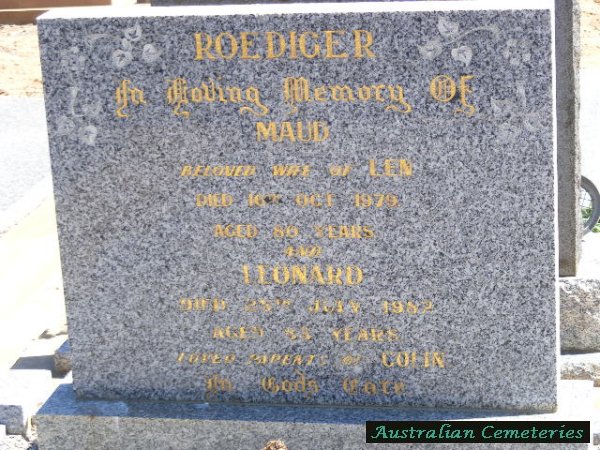 ROEDIGER
In Loving Memory Of
MAUD
BELOVED WIFE OF LEN
DIED 16TH OCT 1979
AGED 80 YEARS
AND
LEONARD
DIED 25TH JULY 1982
AGED 83 YEARS
LOVED PARENTS OF COLIN
In Gods Care
Australian Cemeteries